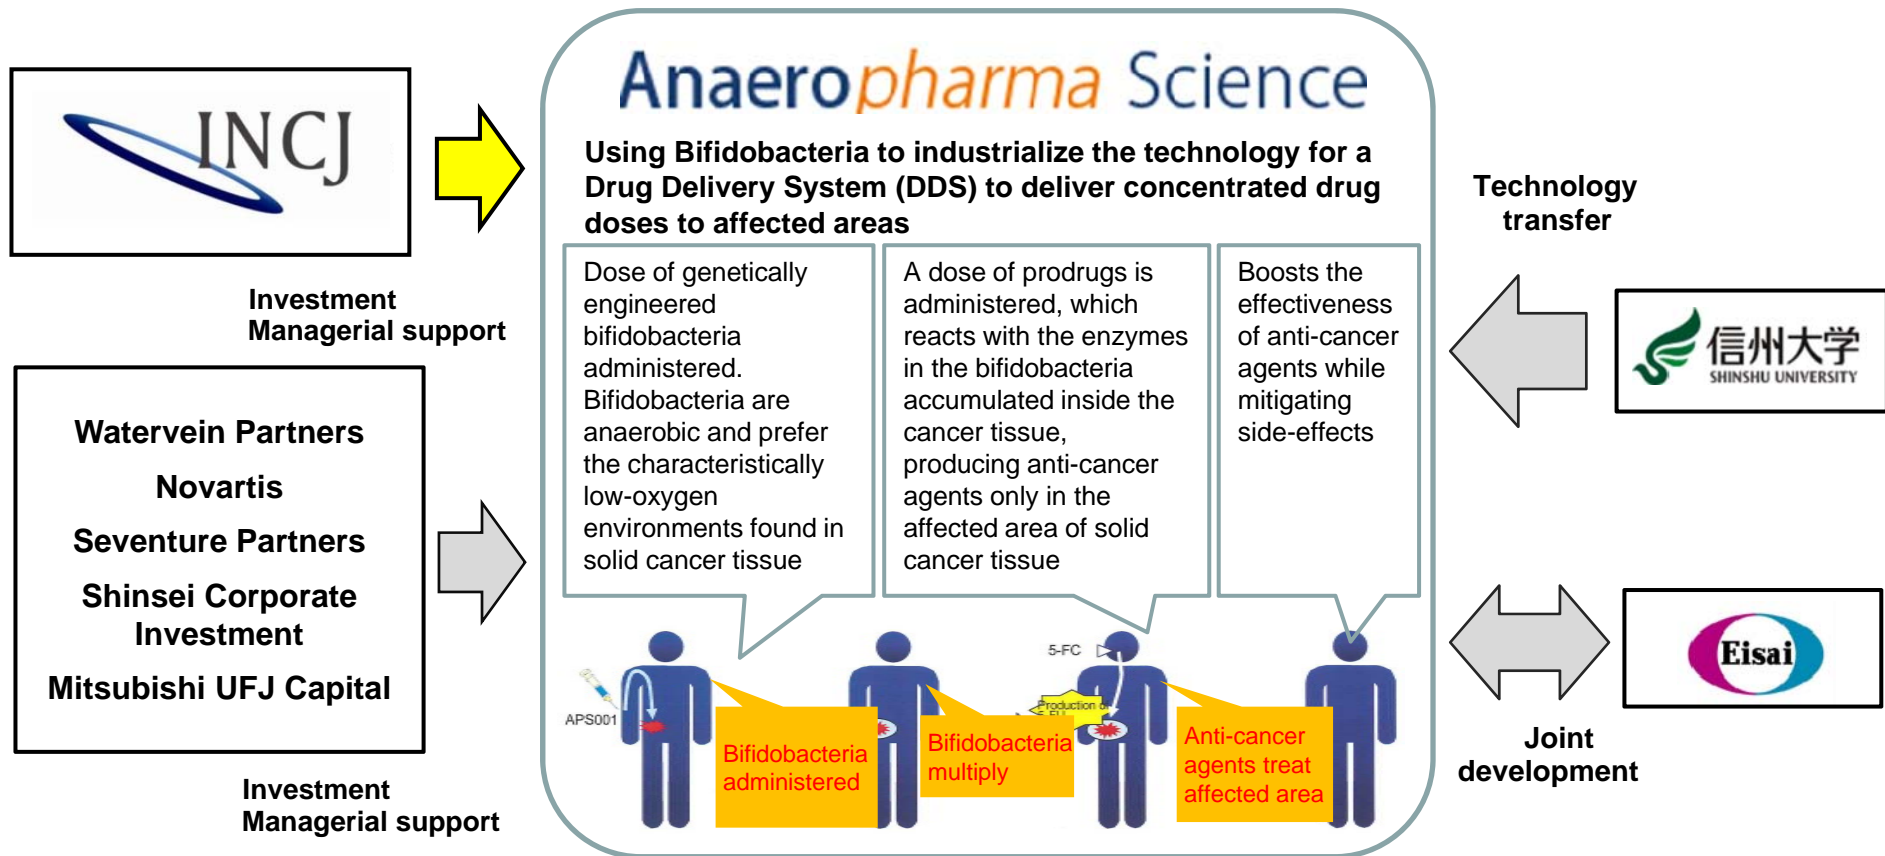 INCJ
Investment
Managerial support
Watervein Partners
Novartis
Seventure Partners
Shinsei Corporate
Investment
Mitsubishi UFJ Capital
Investment
Managerial support
Anaeropharma Science
Using Bifidobacteria to industrialize the technology for a
Drug Delivery System (DDS) to deliver concentrated drug
doses to affected areas
Dose of genetically
engineered
bifidobacteria
administered.
Bifidobacteria are
anaerobic and prefer
the characteristically
low-oxygen
environments found in
solid cancer tissue
A dose of prodrugs is
administered, which
reacts with the enzymes
in the bifidobacteria
accumulated inside the
cancer tissue,
producing anti-cancer
agents only in the
affected area of solid
cancer tissue
Boosts the
effectiveness
of anti-cancer
agents while
mitigating
side-effects
APS001
Bifidobacteria
administered
Bifidobacteria
multiply
5-FC
Production of
Anti-cancer
agents treat
affected area
Technology
transfer
信州大学
SHINSHU UNIVERSITY
Eisai
Joint
development